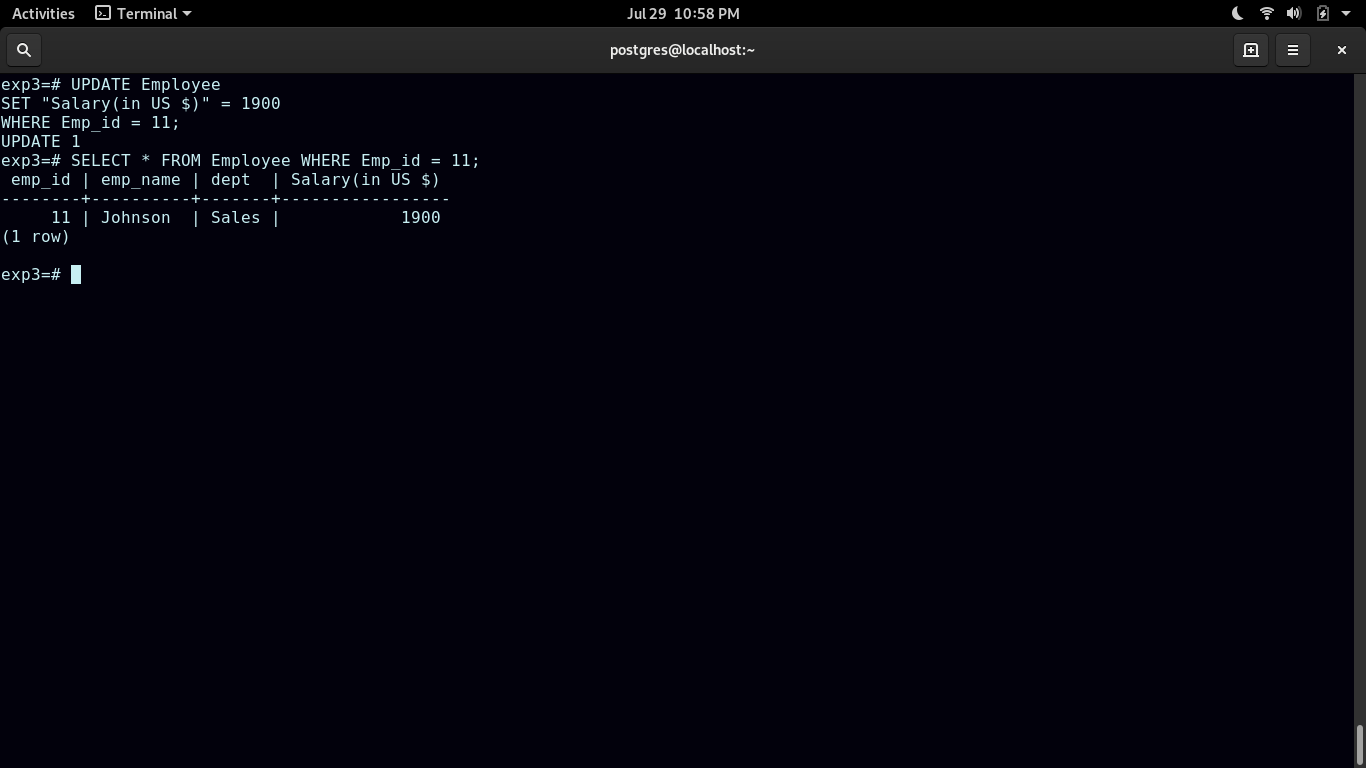 Activities Terminal Jul 29 10:58 PM
postgres@localhost:~
exp3=# UPDATE Employee
SET "Salary(in US $)" = 1900
WHERE Emp_id = 11;
UPDATE 1
exp3=# SELECT * FROM Employee WHERE Emp_id = 11;
 emp_id | emp_name | dept  | Salary(in US $)
--------+----------+-------+-----------------
     11 | Johnson  | Sales |            1900
(1 row)
exp3=#